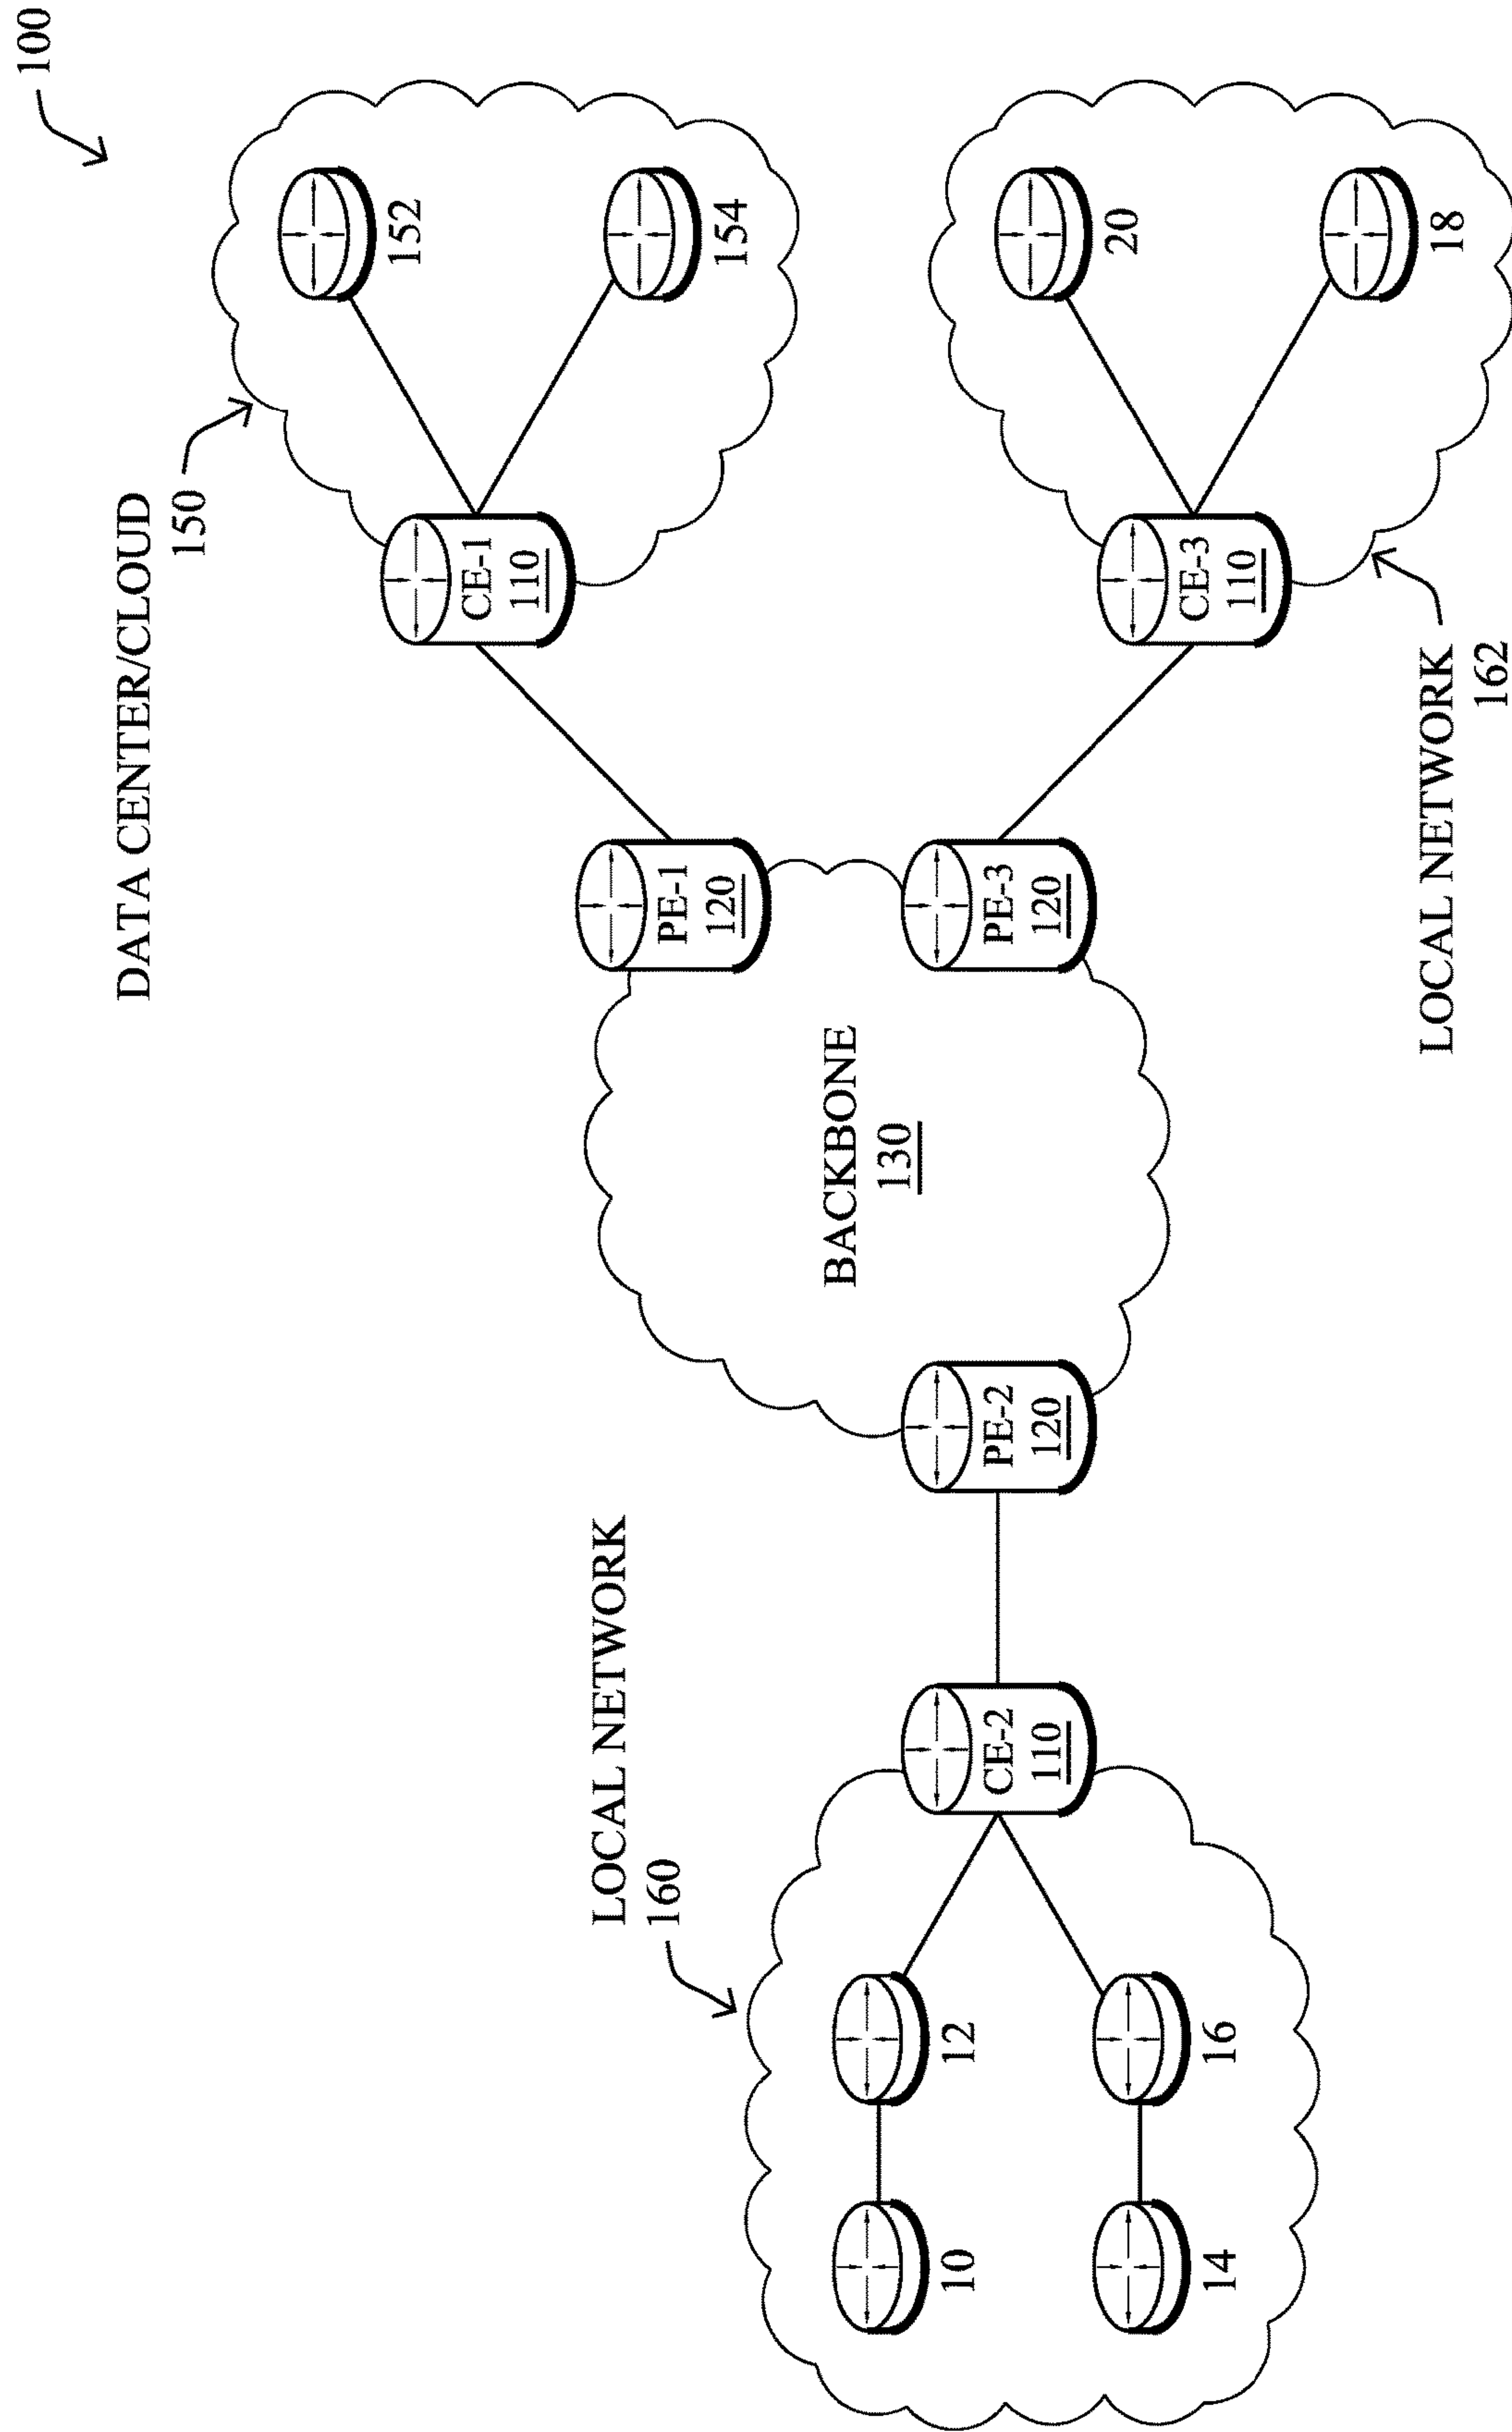 100
DATA CENTER/CLOUD
150
152
154
CE-1
110
PE-1
120
LOCAL NETWORK
160
BACKBONE
130
10
12
14
16
CE-2
110
PE-2
120
PE-3
120
CE-3
110
20
18
LOCAL NETWORK
162